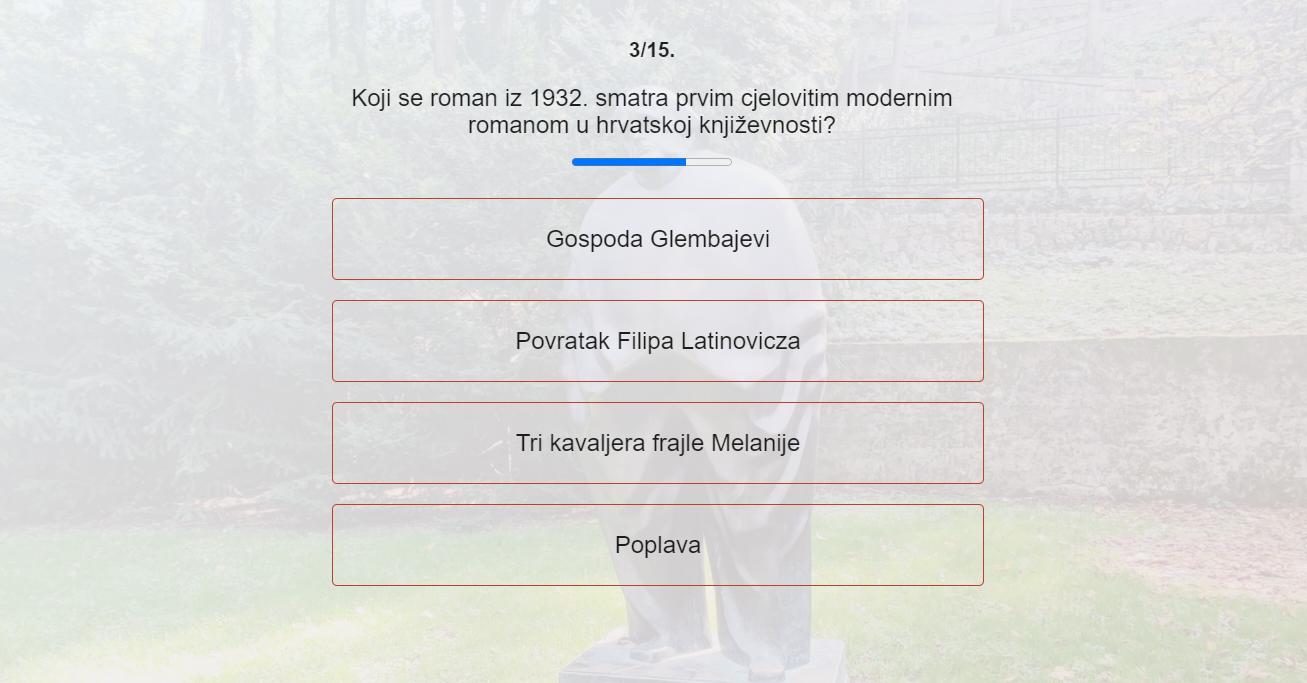 3/15.
Koji se roman iz 1932. smatra prvim cjelovitim modernim
romanom u hrvatskoj književnosti?
Gospoda Glembajevi
Povratak Filipa Latinovicza
Tri kavaljera frajle Melanije
Poplava